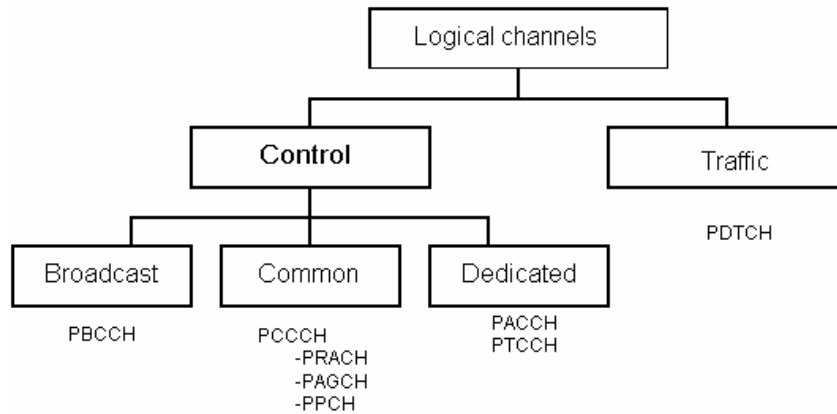 Logical channels
Control
Traffic
PDTCH
Broadcast
Common
Dedicated
PBCCH
PCCCH
-PRACH
-PAGCH
-PPCH
PACCH
PTCCH